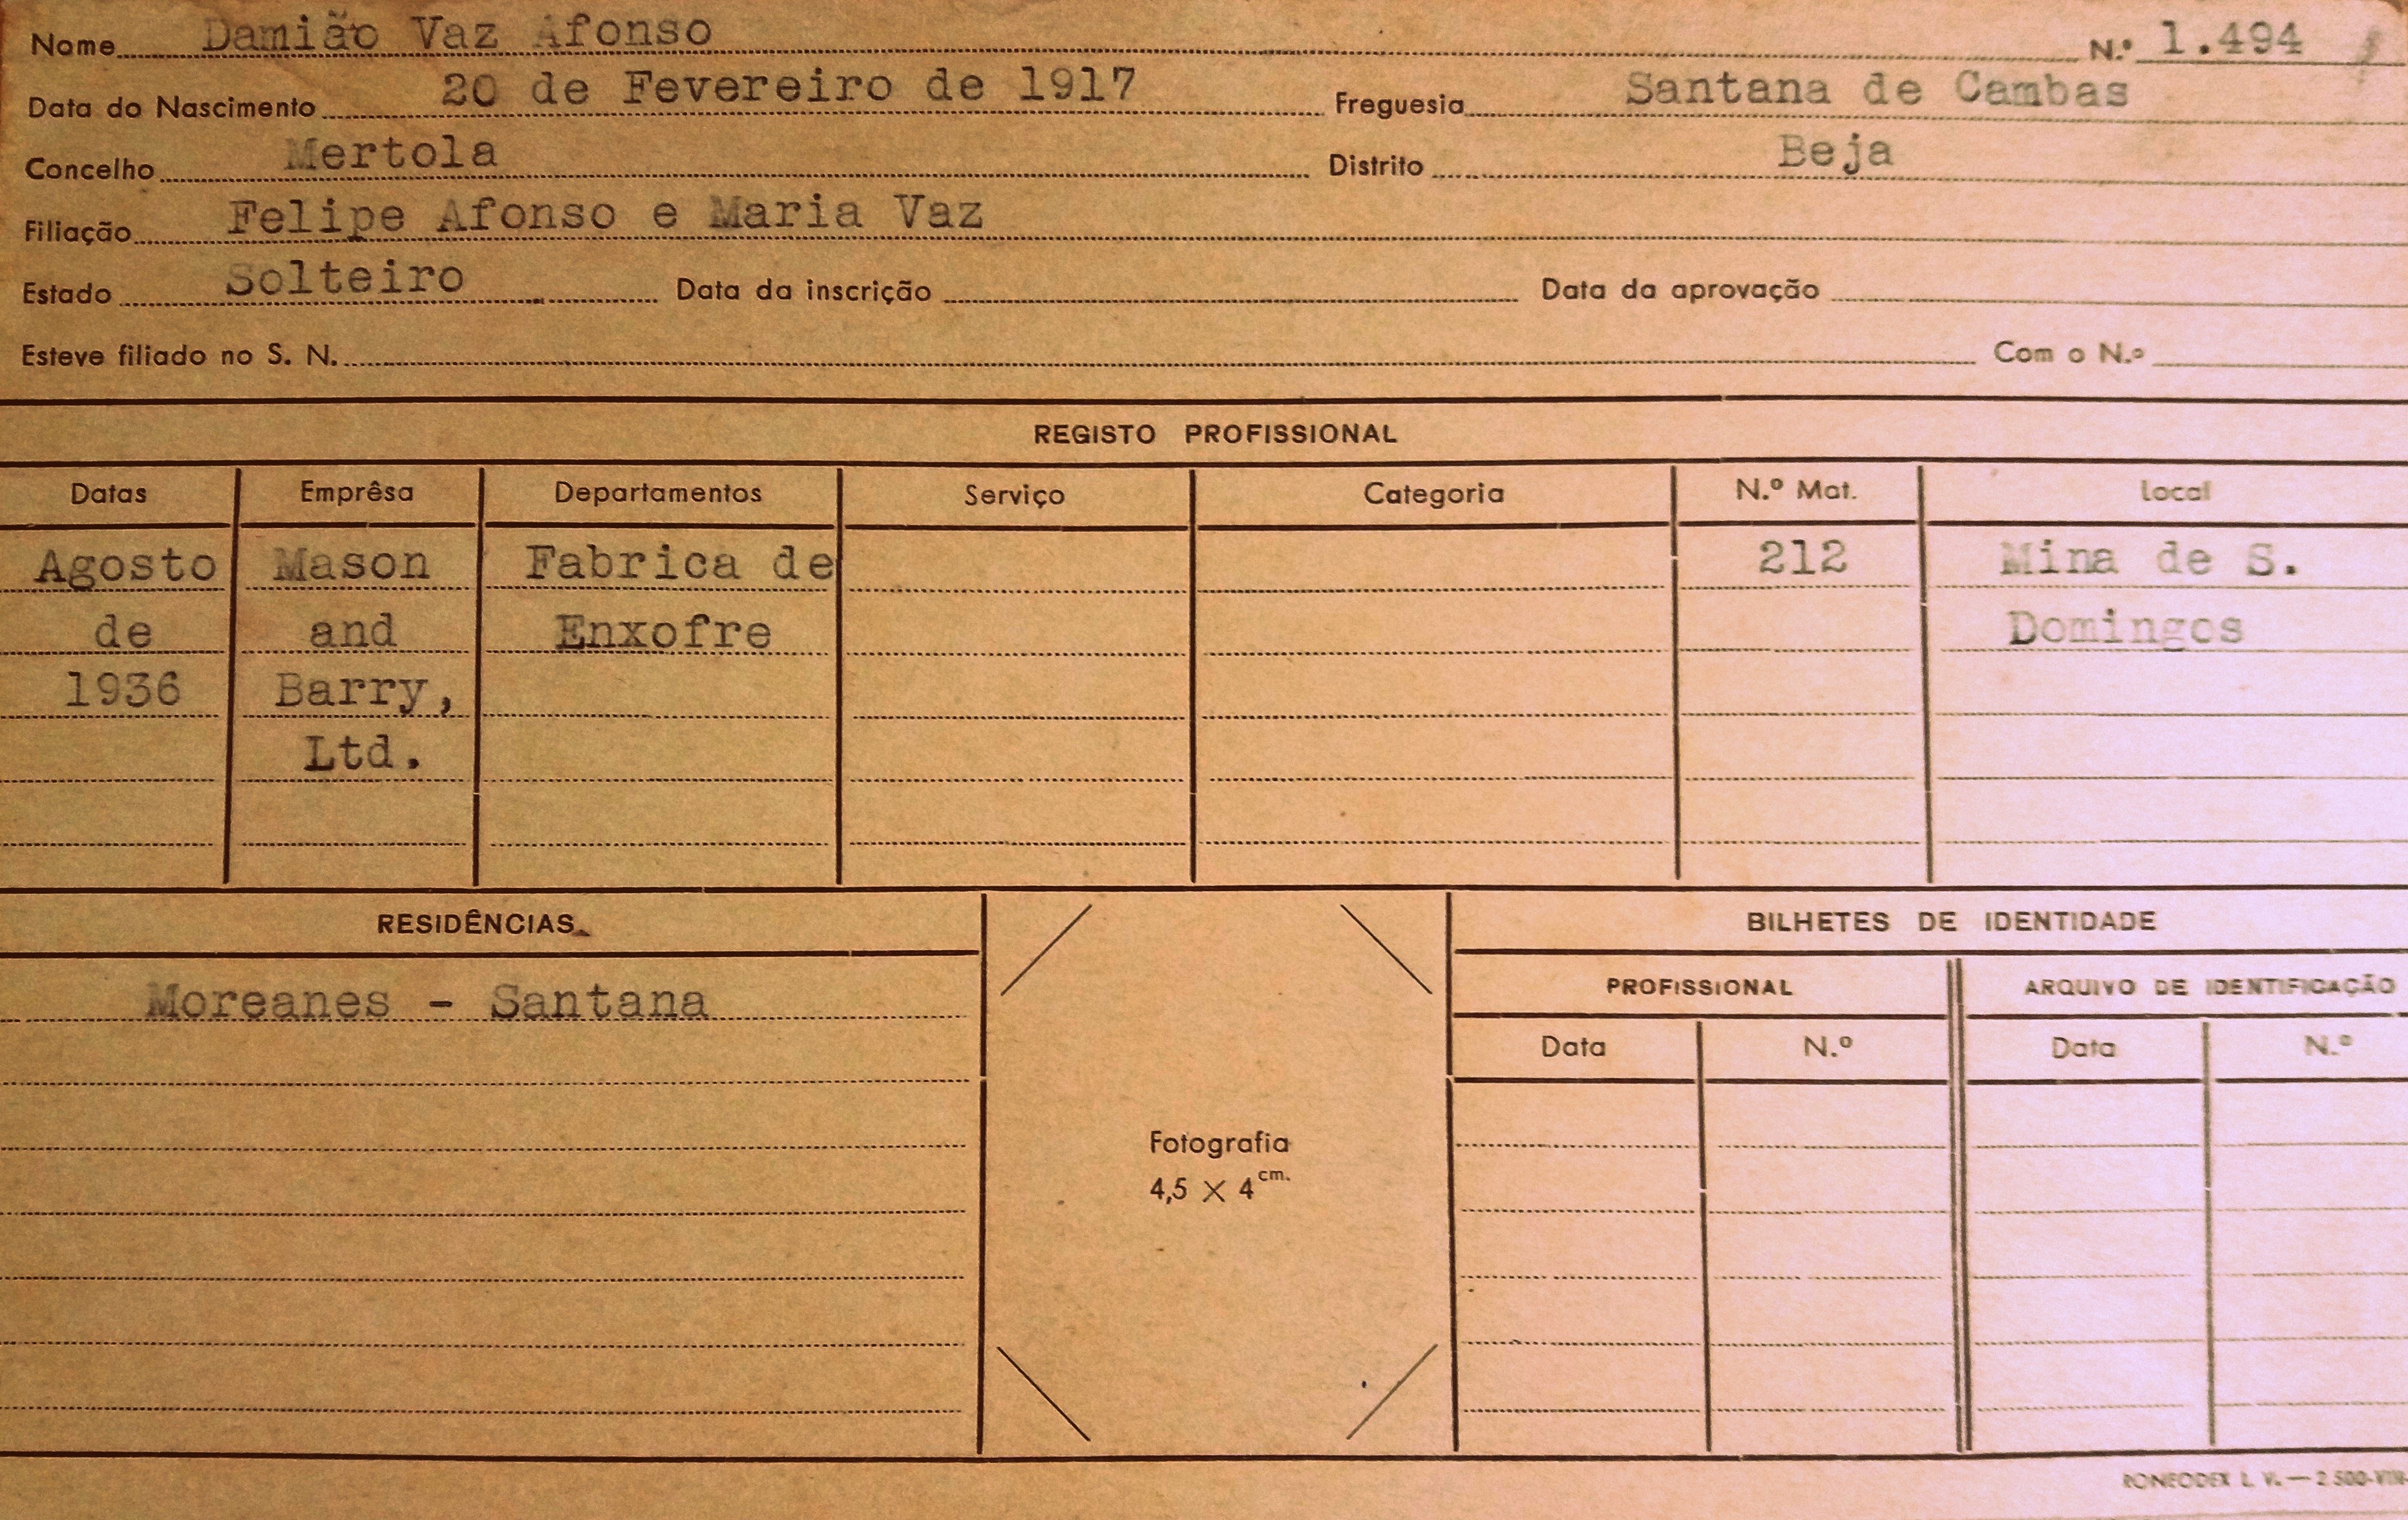 Nome Damião Vaz Afonso N.º 1.494
Data do Nascimento 20 de Fevereiro de 1917 Freguesia Santana de Cambas
Concelho Mertola Distrito Beja
Filiação Felipe Afonso e Maria Vaz
Estado Solteiro Data da inscrição Data da aprovação
Esteve filiado no S. N. Com o N.º
REGISTO PROFISSIONAL
Datas Emprêsa Departamentos Serviço Categoria N.º Mat. Local
Agosto Mason Fabrica de 212 Mina de S.
de and Enxofre Domingos
1936 Barry,
Ltd.
RESIDÊNCIAS BILHETES DE IDENTIDADE
Moreanes - Santana PROFISSIONAL ARQUIVO DE IDENTIFICAÇÃO
Data N.º Data N.º
Fotografia
4,5 × 4 cm.
RONEODEX L. V. — 2 500-VIII